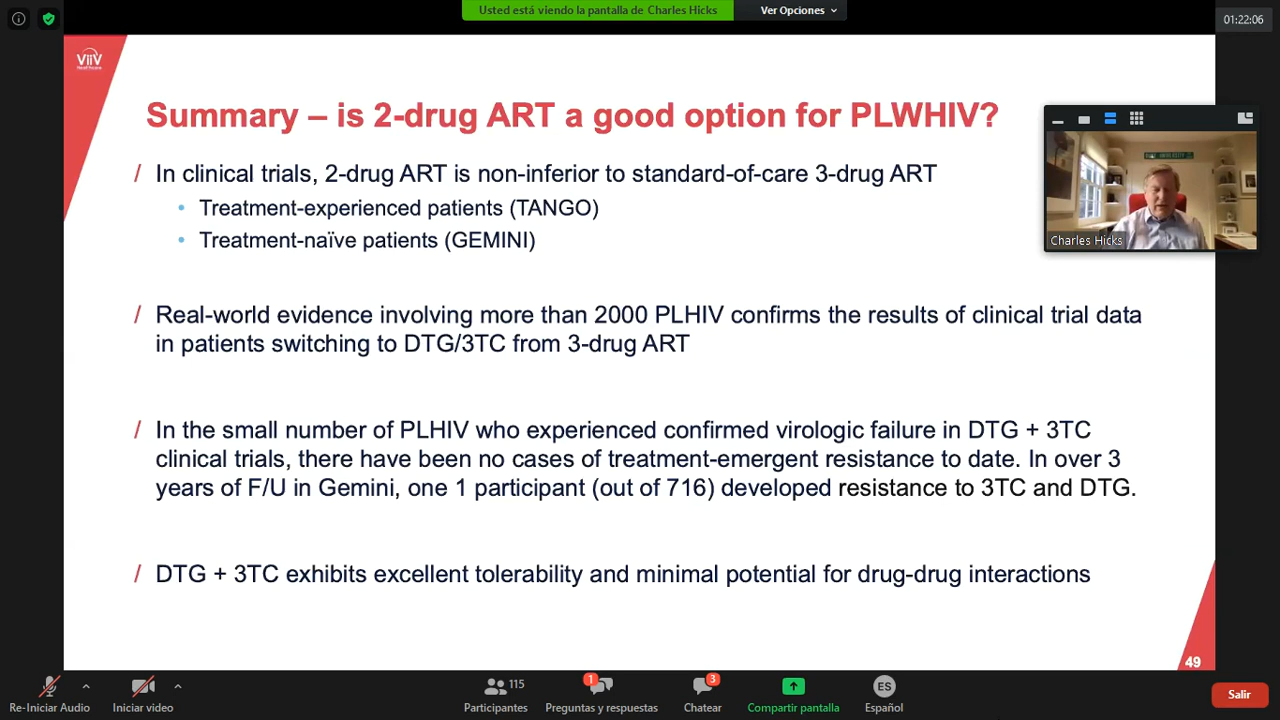 Usted está viendo la pantalla de Charles Hicks
Ver Opciones
01:22:06
ViiV
Healthcare
Summary – is 2-drug ART a good option for PLWHIV?
/ In clinical trials, 2-drug ART is non-inferior to standard-of-care 3-drug ART
• Treatment-experienced patients (TANGO)
• Treatment-naïve patients (GEMINI)
Charles Hicks
/ Real-world evidence involving more than 2000 PLHIV confirms the results of clinical trial data
in patients switching to DTG/3TC from 3-drug ART
/ In the small number of PLHIV who experienced confirmed virologic failure in DTG + 3TC
clinical trials, there have been no cases of treatment-emergent resistance to date. In over 3
years of F/U in Gemini, one 1 participant (out of 716) developed resistance to 3TC and DTG.
/ DTG + 3TC exhibits excellent tolerability and minimal potential for drug-drug interactions
49
115
1
3
ES
Re-Iniciar Audio
Iniciar video
Participantes
Preguntas y respuestas
Chatear
Compartir pantalla
Español
Salir